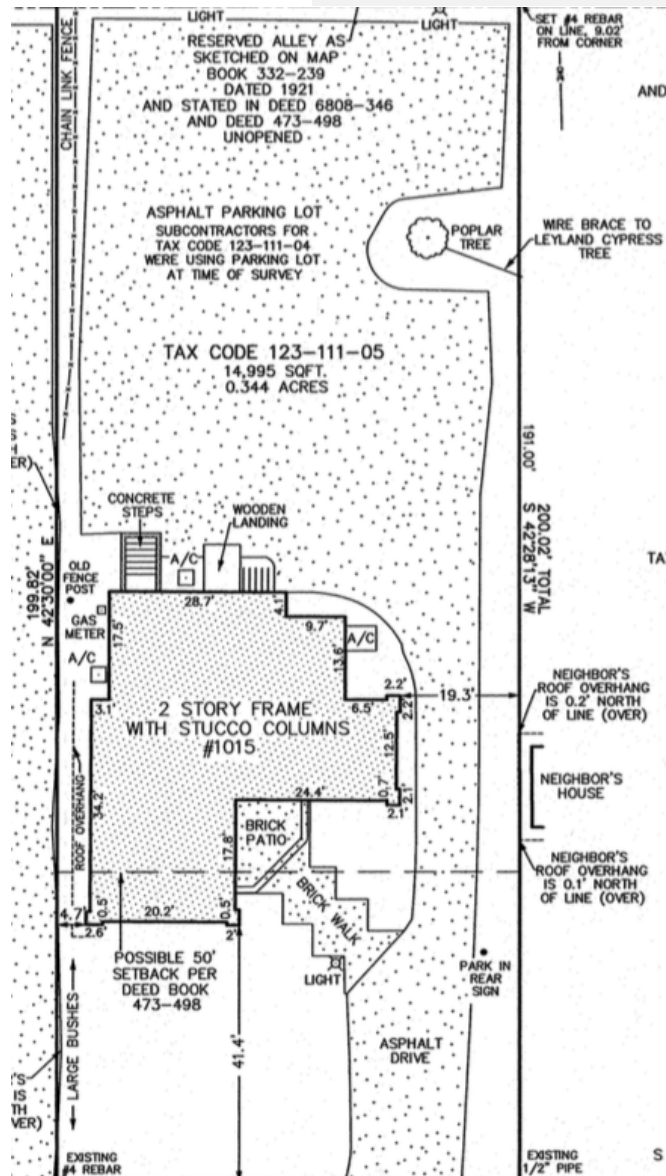 LIGHT
LIGHT
SET #4 REBAR
ON LINE, 9.02'
FROM CORNER
RESERVED ALLEY AS
SKETCHED ON MAP
BOOK 332-239
DATED 1921
AND STATED IN DEED 6808-346
AND DEED 473-498
UNOPENED
CHAIN LINK FENCE
AND
ASPHALT PARKING LOT
SUBCONTRACTORS FOR
TAX CODE 123-111-04
WERE USING PARKING LOT
AT TIME OF SURVEY
POPLAR
TREE
WIRE BRACE TO
LEYLAND CYPRESS
TREE
TAX CODE 123-111-05
14,995 SQFT.
0.344 ACRES
191.00'
200.02' TOTAL
S 42°28'13" W
ER)
199.82'
N 42°30'00" E
CONCRETE
STEPS
WOODEN
LANDING
A/C
OLD
FENCE
POST
GAS
METER
A/C
28.7'
17.5'
4.1'
9.7'
13.6'
A/C
TA
3.1'
6.5'
2.2'
2.2'
19.3'
NEIGHBOR'S
ROOF OVERHANG
IS 0.2' NORTH
OF LINE (OVER)
2 STORY FRAME
WITH STUCCO COLUMNS
#1015
12.5'
ROOF OVERHANG
34.2'
24.4'
0.7'
2.1'
2.1'
NEIGHBOR'S
HOUSE
BRICK
PATIO
17.8'
BRICK WALK
NEIGHBOR'S
ROOF OVERHANG
IS 0.1' NORTH
OF LINE (OVER)
4.7'
0.5'
2.6'
20.2'
0.5'
2'
POSSIBLE 50'
SETBACK PER
DEED BOOK
473-498
LIGHT
PARK IN
REAR
SIGN
LARGE BUSHES
41.4'
ASPHALT
DRIVE
'S
IS
TH
VER)
EXISTING
#4 REBAR
EXISTING
1/2" PIPE
S